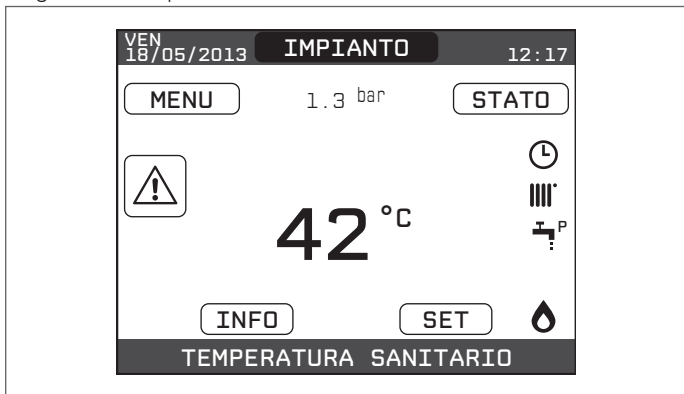 VEN
18/05/2013 IMPIANTO 12:17
MENU 1.3 bar STATO
42 °C
P
INFO SET
TEMPERATURA SANITARIO